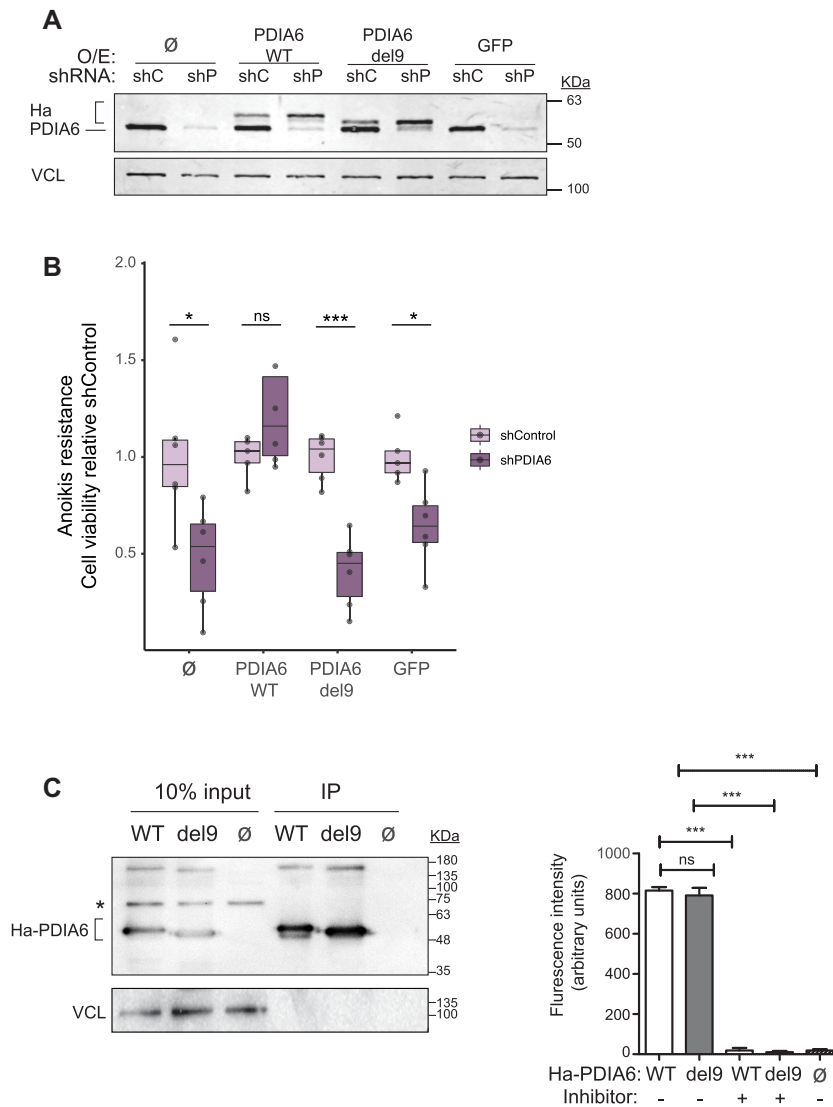 A
O/E:
Ø
PDIA6 WT
PDIA6 del9
GFP
shRNA:
shC shP shC shP shC shP shC shP
KDa
Ha
PDIA6
63
50
VCL
100
B
Anoikis resistance
Cell viability relative shControl
2.0
1.5
1.0
0.5
*
ns
***
*
shControl
shPDIA6
Ø
PDIA6 WT
PDIA6 del9
GFP
C
10% input
IP
WT del9 Ø WT del9 Ø
KDa
180
135
100
75
63
48
35
*
Ha-PDIA6
VCL
135
100
***
***
***
ns
Flurescence intensity
(arbitrary units)
1000
800
600
400
200
0
Ha-PDIA6: WT del9 WT del9 Ø
Inhibitor: - - + + -